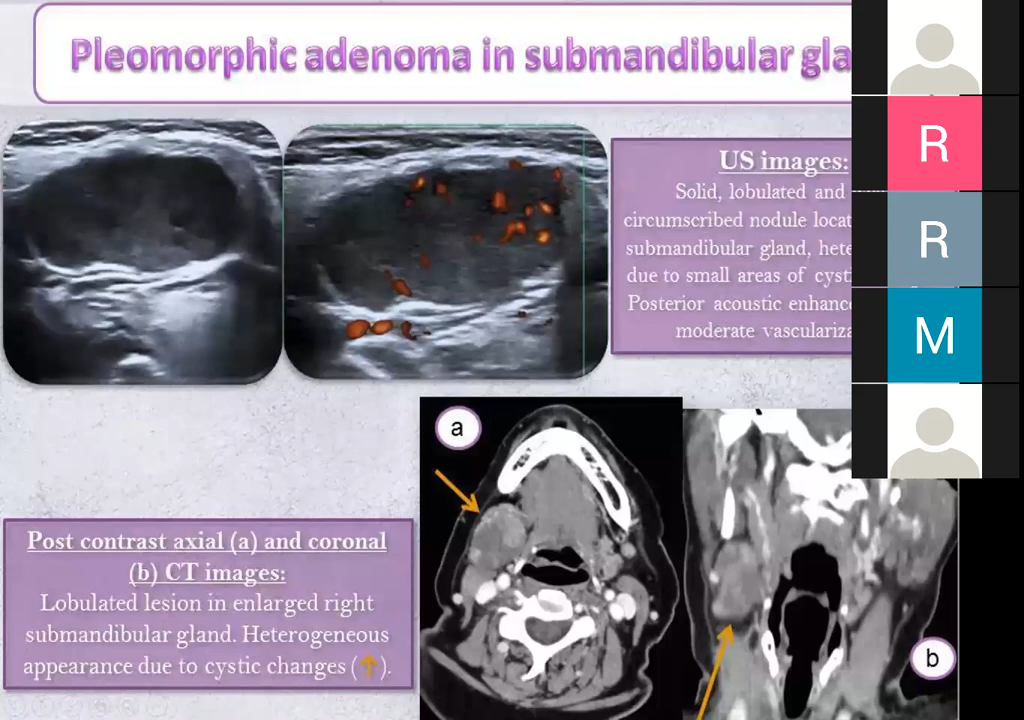 Pleomorphic adenoma in submandibular gla
US images:
Solid, lobulated and
circumscribed nodule locat
submandibular gland, hete
due to small areas of cyst
Posterior acoustic enhance
moderate vasculariza
R
R
M
a
b
Post contrast axial (a) and coronal
(b) CT images:
Lobulated lesion in enlarged right
submandibular gland. Heterogeneous
appearance due to cystic changes (↑).